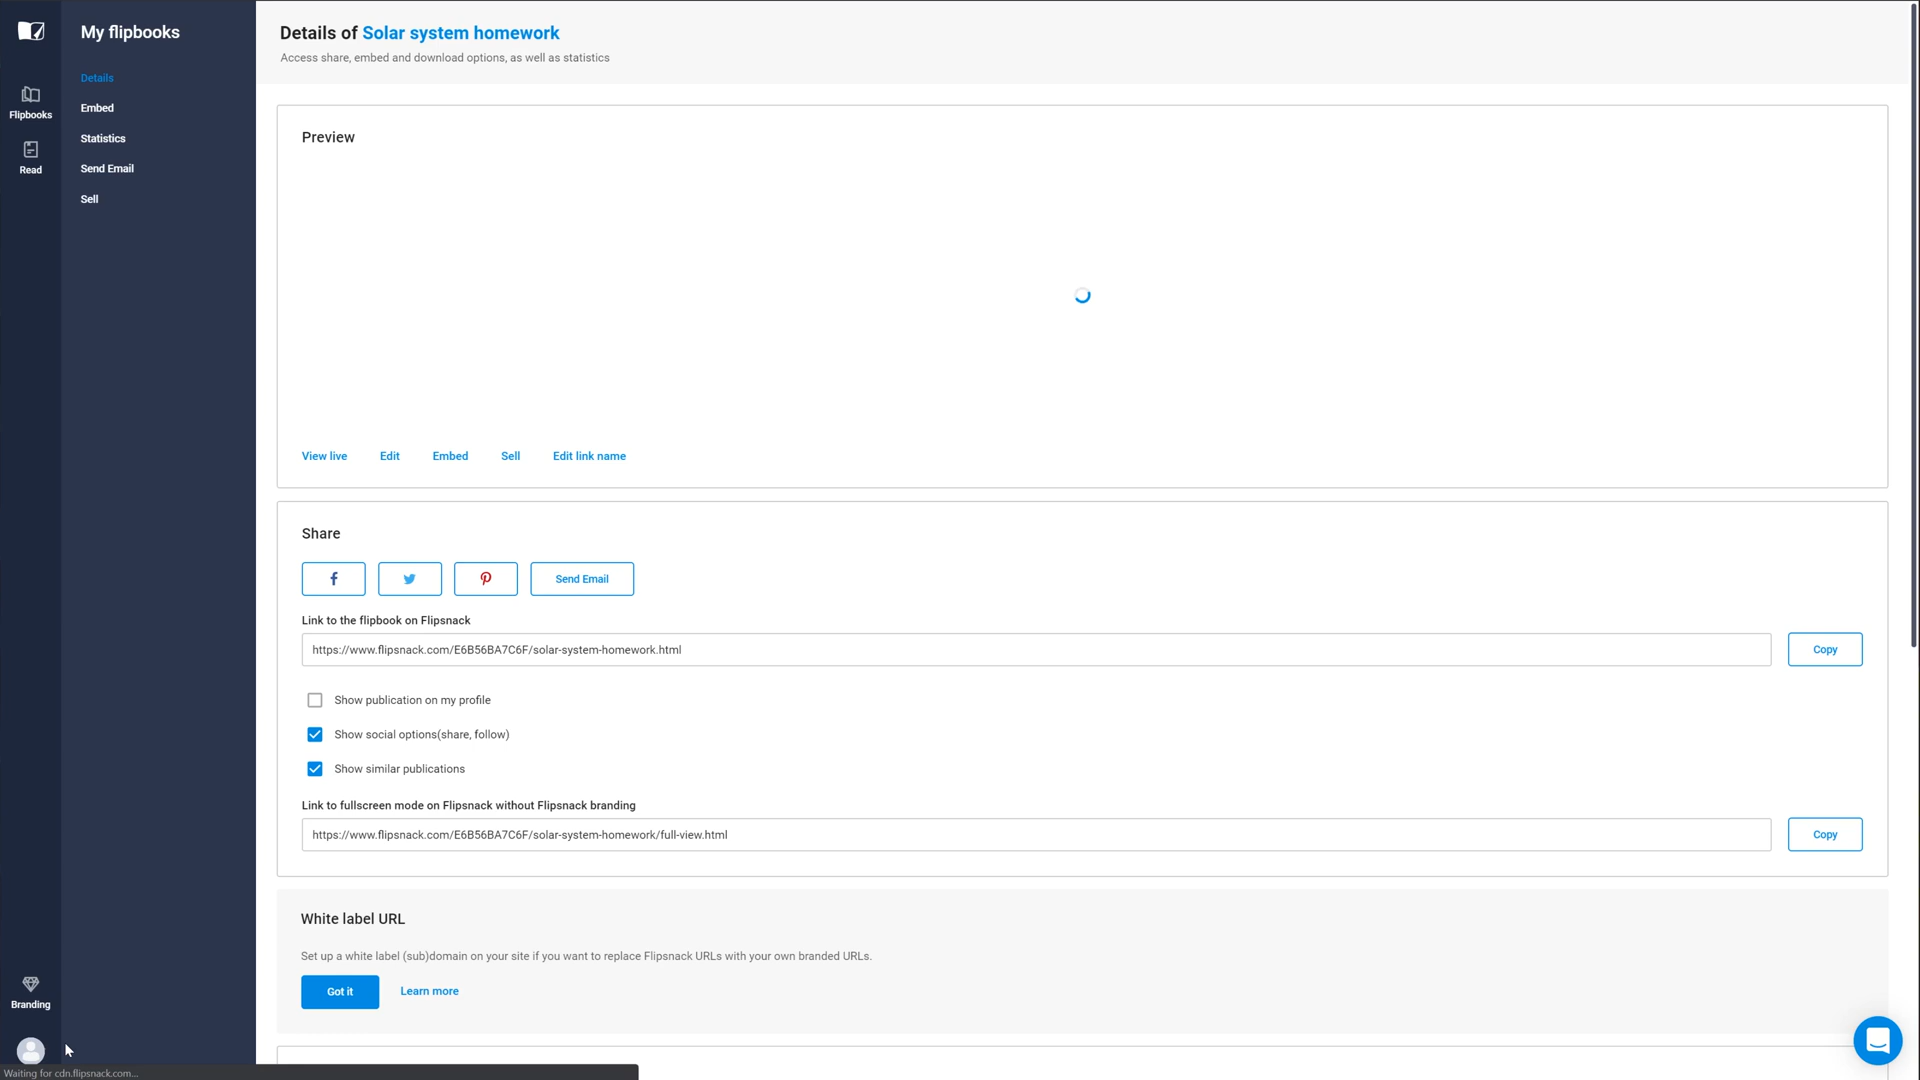 My flipbooks
Details
Embed
Statistics
Send Email
Sell
Flipbooks
Read
Branding
Details of Solar system homework
Access share, embed and download options, as well as statistics
Preview
View live
Edit
Embed
Sell
Edit link name
Share
Send Email
Link to the flipbook on Flipsnack
https://www.flipsnack.com/E6B56BA7C6F/solar-system-homework.html
Copy
Show publication on my profile
Show social options(share, follow)
Show similar publications
Link to fullscreen mode on Flipsnack without Flipsnack branding
https://www.flipsnack.com/E6B56BA7C6F/solar-system-homework/full-view.html
Copy
White label URL
Set up a white label (sub)domain on your site if you want to replace Flipsnack URLs with your own branded URLs.
Got it
Learn more
Waiting for cdn.flipsnack.com...